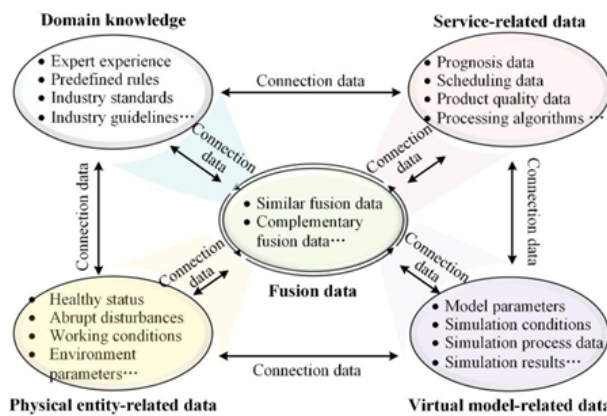 Domain knowledge
Expert experience
Predefined rules
Industry standards
Industry guidelines…
Connection data
Service-related data
Prognosis data
Scheduling data
Product quality data
Processing algorithms …
Connection
data
Connection
data
Connection data
Similar fusion data
Complementary
fusion data…
Fusion data
Connection data
Connection
data
Connection
data
Healthy status
Abrupt disturbances
Working conditions
Environment
parameters…
Physical entity-related data
Connection data
Model parameters
Simulation conditions
Simulation process data
Simulation results…
Virtual model-related data